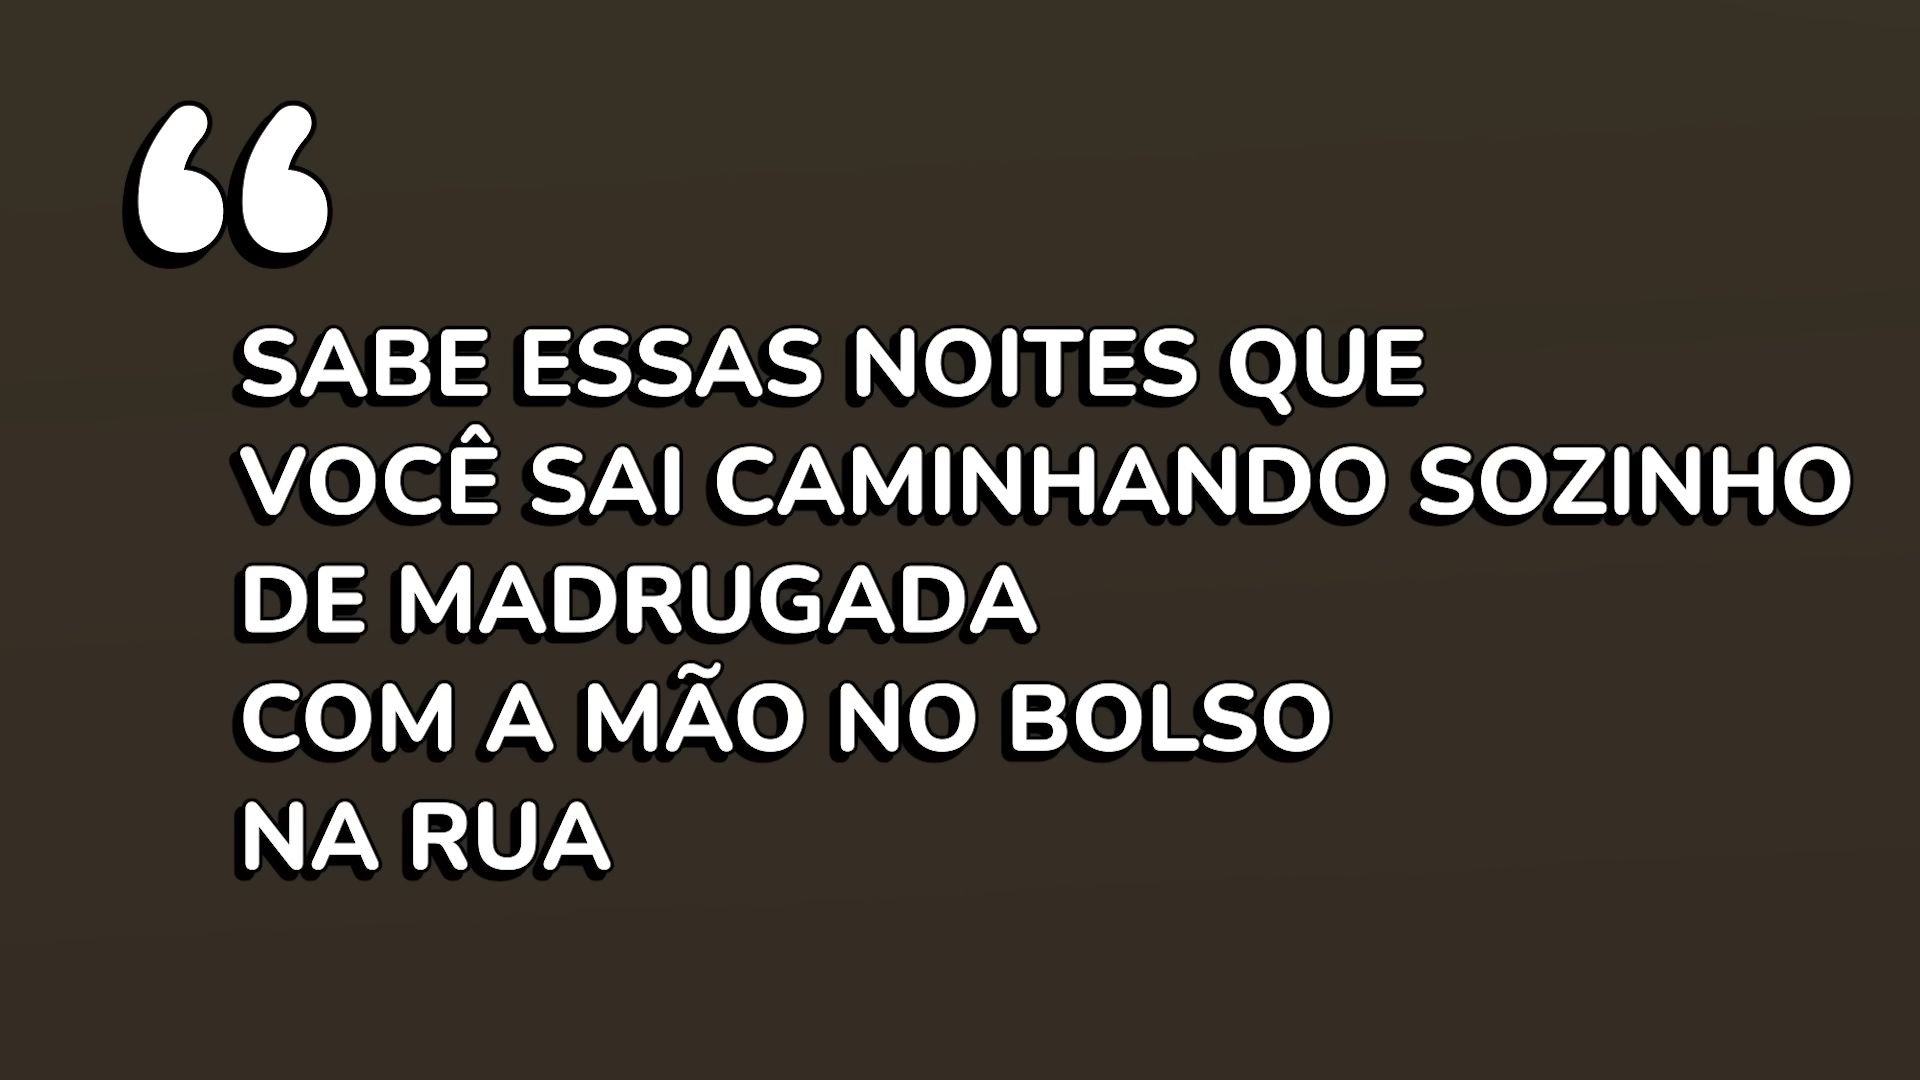 “
SABE ESSAS NOITES QUE
VOCÊ SAI CAMINHANDO SOZINHO
DE MADRUGADA
COM A MÃO NO BOLSO
NA RUA